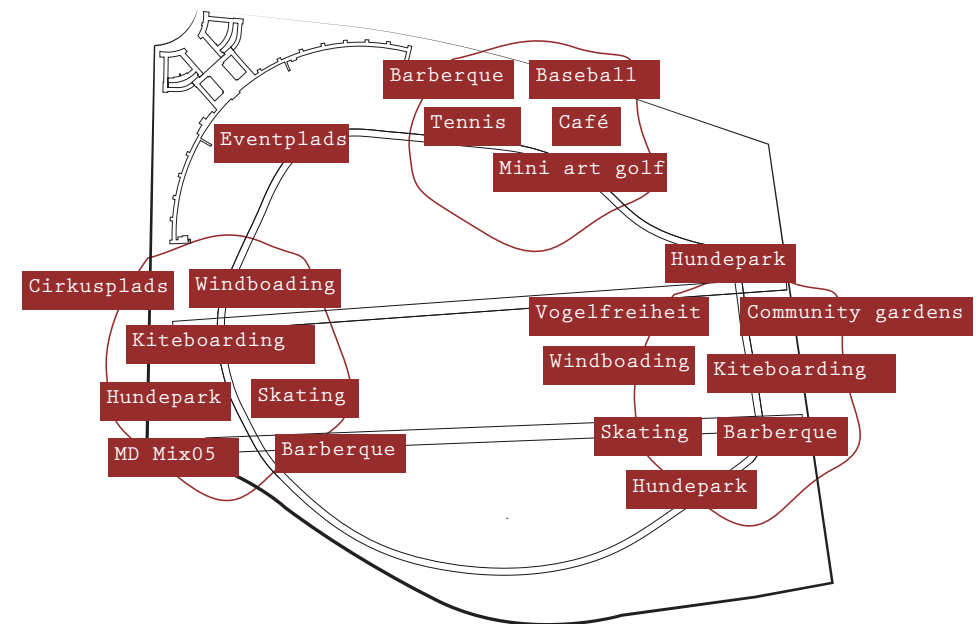 Barberque
Baseball
Tennis
Café
Eventplads
Mini art golf
Hundepark
Cirkusplads
Windboading
Vogelfreiheit
Community gardens
Kiteboarding
Windboading
Kiteboarding
Hundepark
Skating
Skating
Barberque
MD Mix05
Barberque
Hundepark